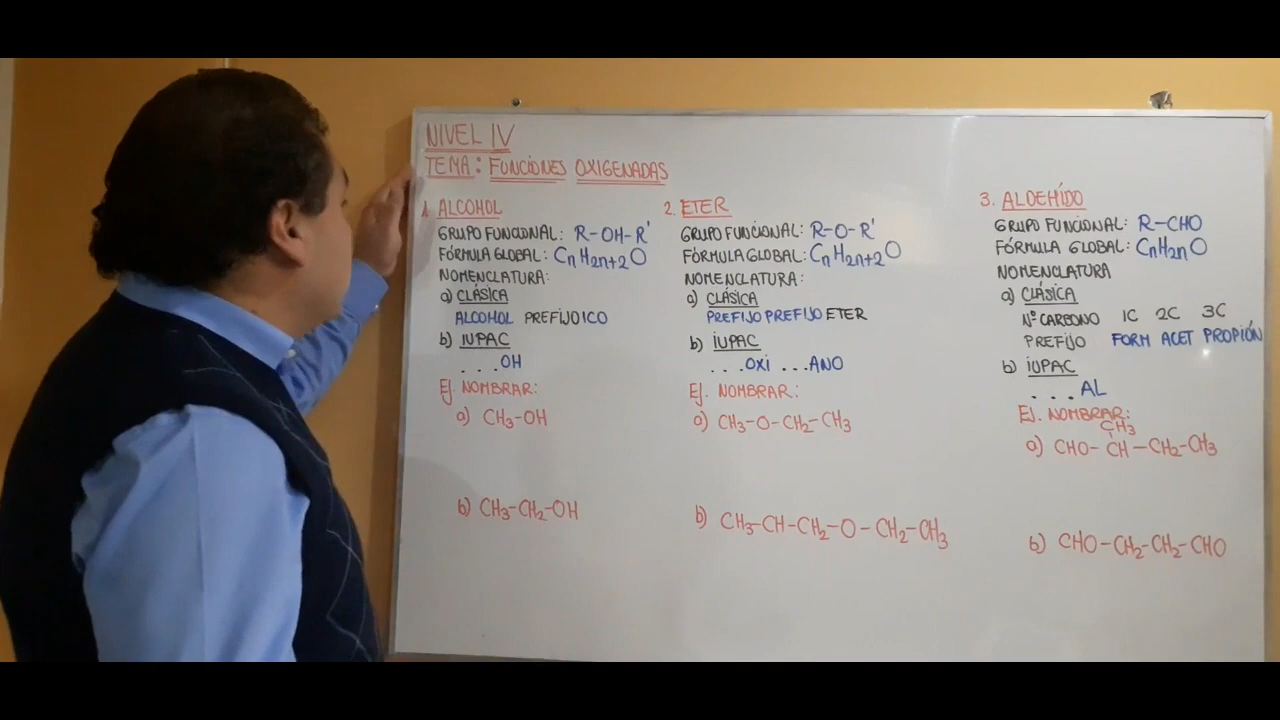 NIVEL IV
TEMA: FUNCIONES OXIGENADAS
1. ALCOHOL
GRUPO FUNCIONAL: R-OH-R'
FÓRMULA GLOBAL: CnH2n+2O
NOMENCLATURA:
a) CLÁSICA
ALCOHOL PREFIJO ICO
b) IUPAC
...OH
EJ. NOMBRAR:
a) CH3-OH
b) CH3-CH2-OH
2. ETER
GRUPO FUNCIONAL: R-O-R'
FÓRMULA GLOBAL: CnH2n+2O
NOMENCLATURA:
a) CLÁSICA
PREFIJO PREFIJO ETER
b) IUPAC
...OXI ...ANO
EJ. NOMBRAR:
a) CH3-O-CH2-CH3
b) CH3-CH-CH2-O-CH2-CH3
3. ALDEHÍDO
GRUPO FUNCIONAL: R-CHO
FÓRMULA GLOBAL: CnH2nO
NOMENCLATURA
a) CLÁSICA
Nº CARBONO 1C 2C 3C
PREFIJO FORM ACET PROPIÓN
b) IUPAC
...AL
EJ. NOMBRAR:
CH3
a) CHO-CH-CH2-CH3
b) CHO-CH2-CH2-CHO